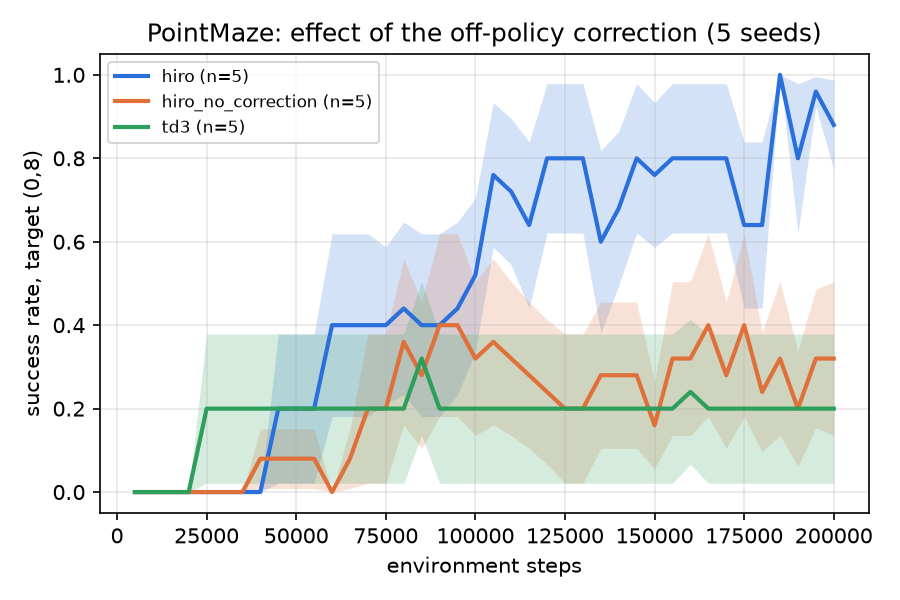 PointMaze: effect of the off-policy correction (5 seeds)
hiro (n=5)
hiro_no_correction (n=5)
td3 (n=5)
success rate, target (0,8)
1.0
0.8
0.6
0.4
0.2
0.0
0 25000 50000 75000 100000 125000 150000 175000 200000
environment steps